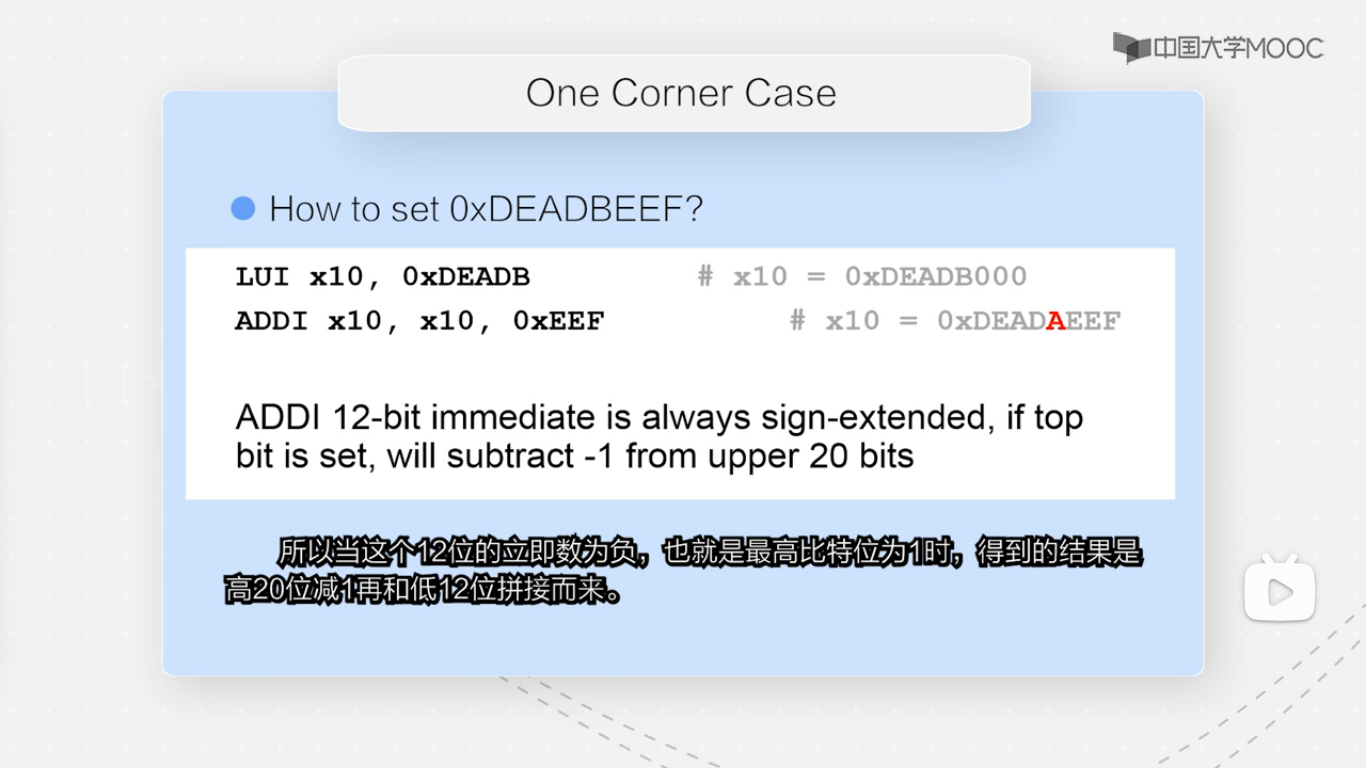 中国大学MOOC
One Corner Case
How to set 0xDEADBEEF?
LUI x10, 0xDEADB # x10 = 0xDEADB000
ADDI x10, x10, 0xEEF # x10 = 0xDEADAEEF
ADDI 12-bit immediate is always sign-extended, if top
bit is set, will subtract -1 from upper 20 bits
所以当这个12位的立即数为负，也就是最高比特位为1时，得到的结果是
高20位减1再和低12位拼接而来。